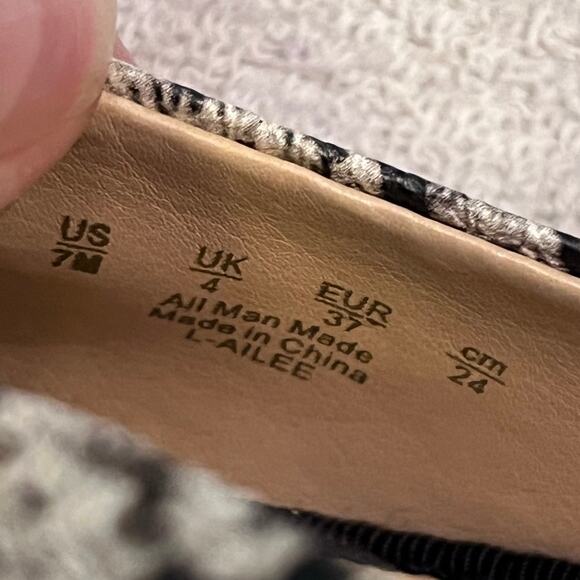 US UK EUR cm
7M 4 37 24
All Man Made
Made in China
L-AILEE